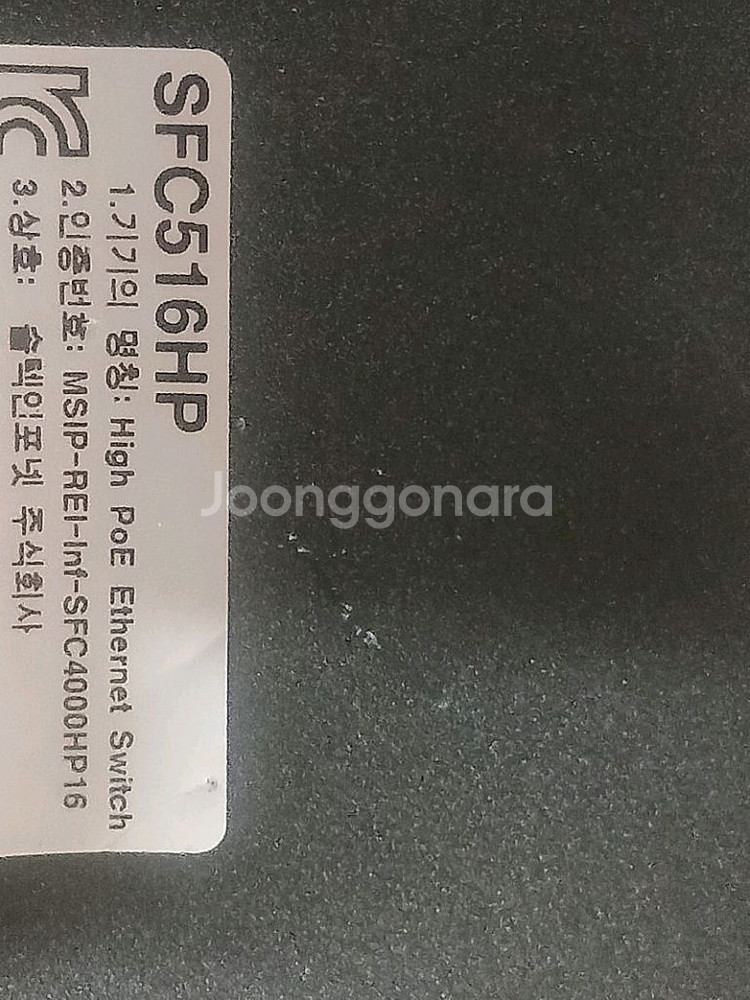 SFC516HP
1.기기의 명칭: High PoE Ethernet Switch
2.인증번호: MSIP-REI-Inf-SFC4000HP16
3.상호: 솔텍인포넷 주식회사
Joonggonara